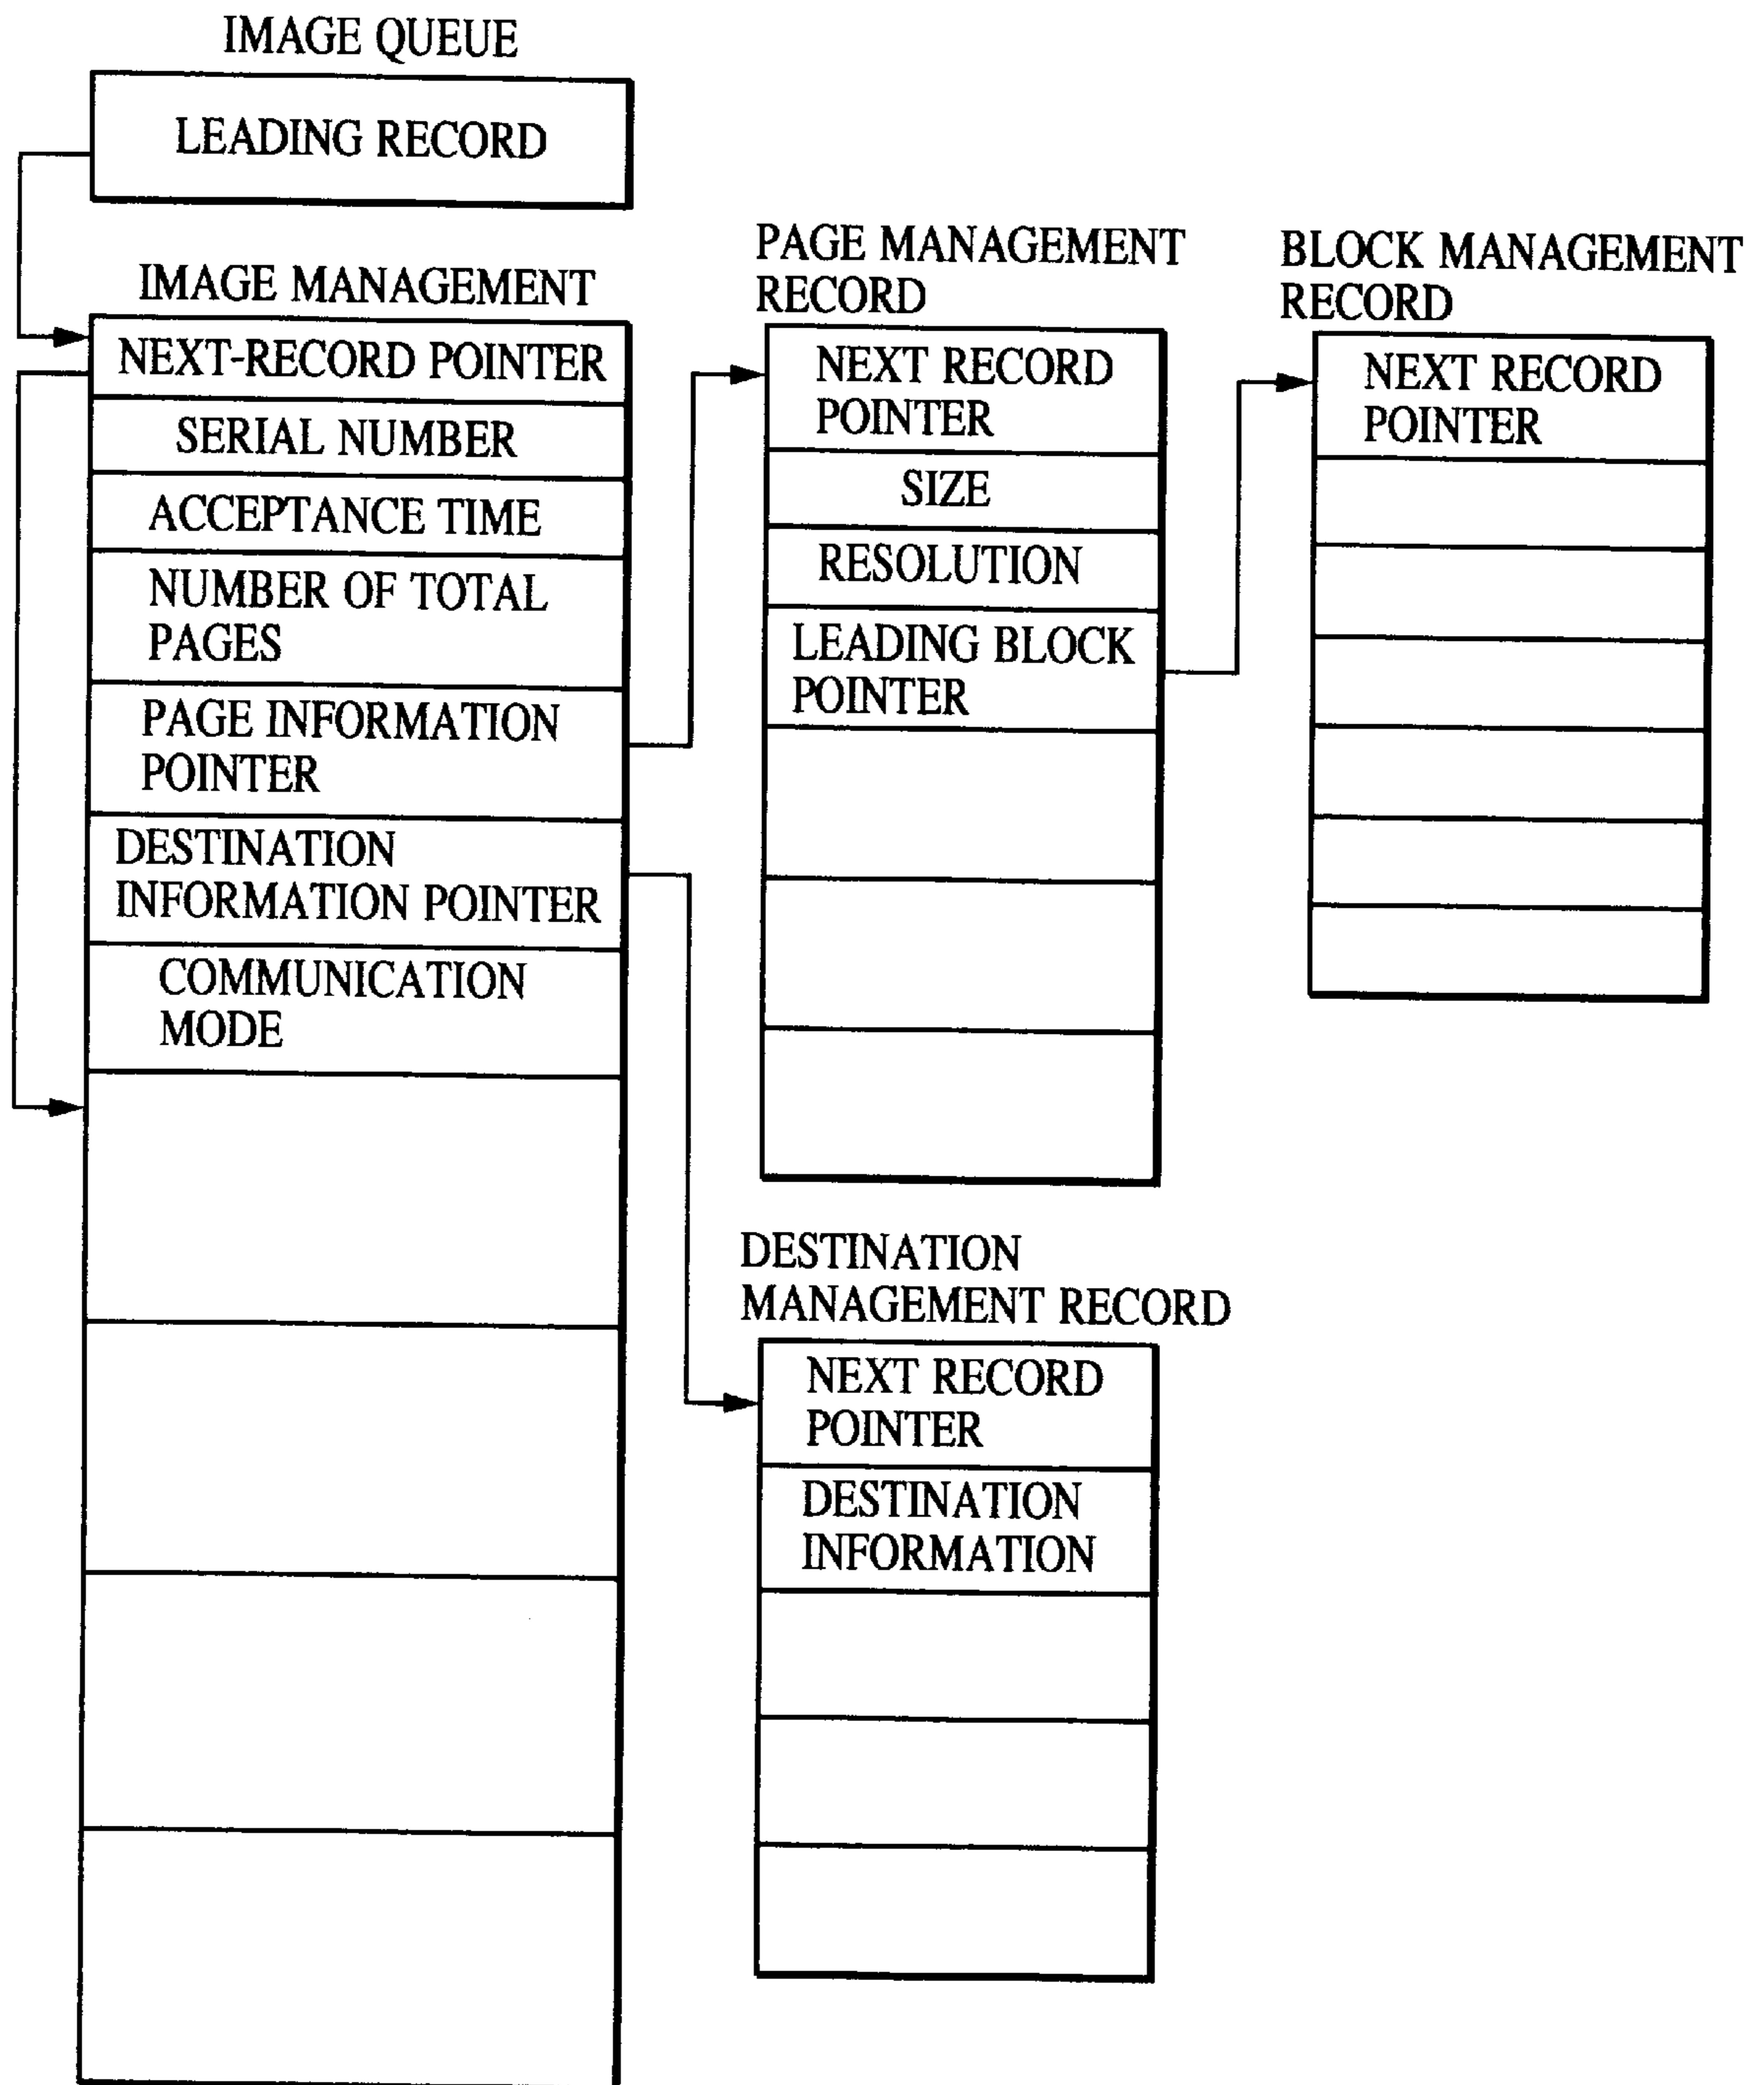 IMAGE QUEUE
LEADING RECORD
IMAGE MANAGEMENT
NEXT-RECORD POINTER
SERIAL NUMBER
ACCEPTANCE TIME
NUMBER OF TOTAL
PAGES
PAGE INFORMATION
POINTER
DESTINATION
INFORMATION POINTER
COMMUNICATION
MODE
PAGE MANAGEMENT
RECORD
NEXT RECORD
POINTER
SIZE
RESOLUTION
LEADING BLOCK
POINTER
BLOCK MANAGEMENT
RECORD
NEXT RECORD
POINTER
DESTINATION
MANAGEMENT RECORD
NEXT RECORD
POINTER
DESTINATION
INFORMATION